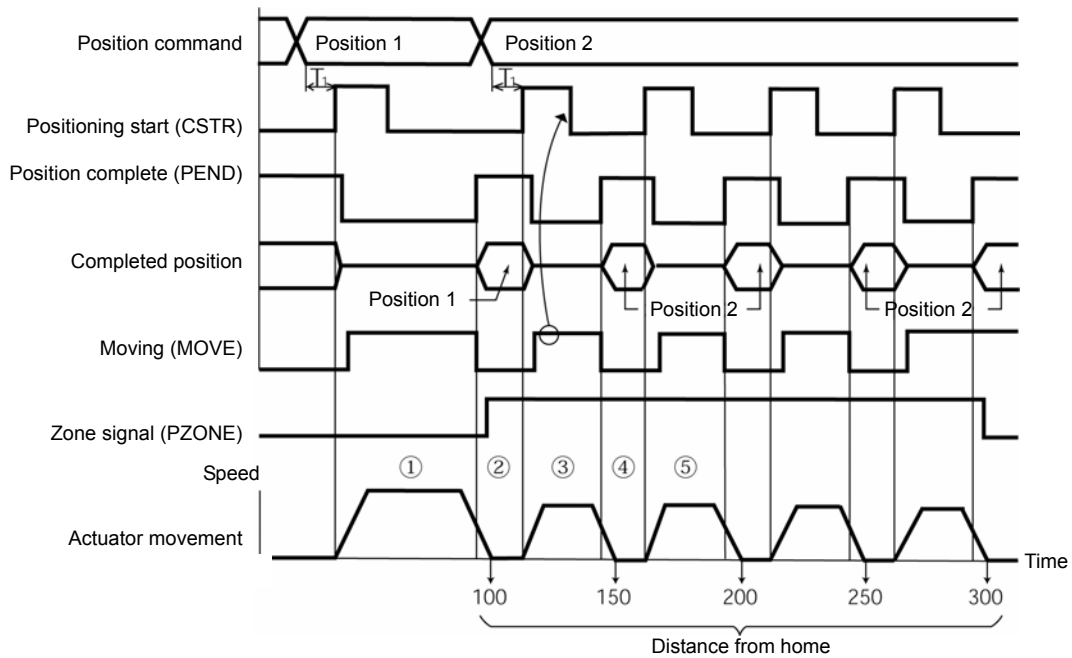 Position command
Position 1
Position 2
T₁
T₁
Positioning start (CSTR)
Position complete (PEND)
Completed position
Position 1
Position 2
Position 2
Moving (MOVE)
Zone signal (PZONE)
Speed
① ② ③ ④ ⑤
Actuator movement
Time
100 150 200 250 300
Distance from home